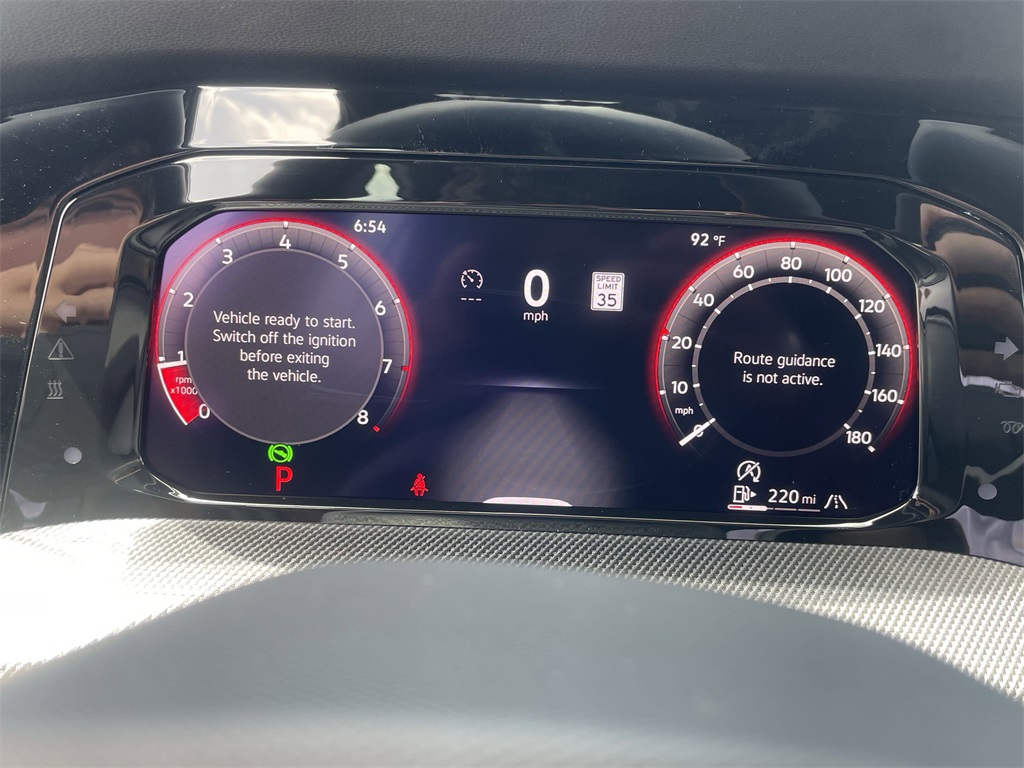 6:54
92 °F
0
1
2
3
4
5
6
7
8
rpm
x1000
Vehicle ready to start.
Switch off the ignition
before exiting
the vehicle.
P
---
0
mph
SPEED
LIMIT
35
0
10
20
40
60
80
100
120
140
160
180
mph
Route guidance
is not active.
A
220 mi